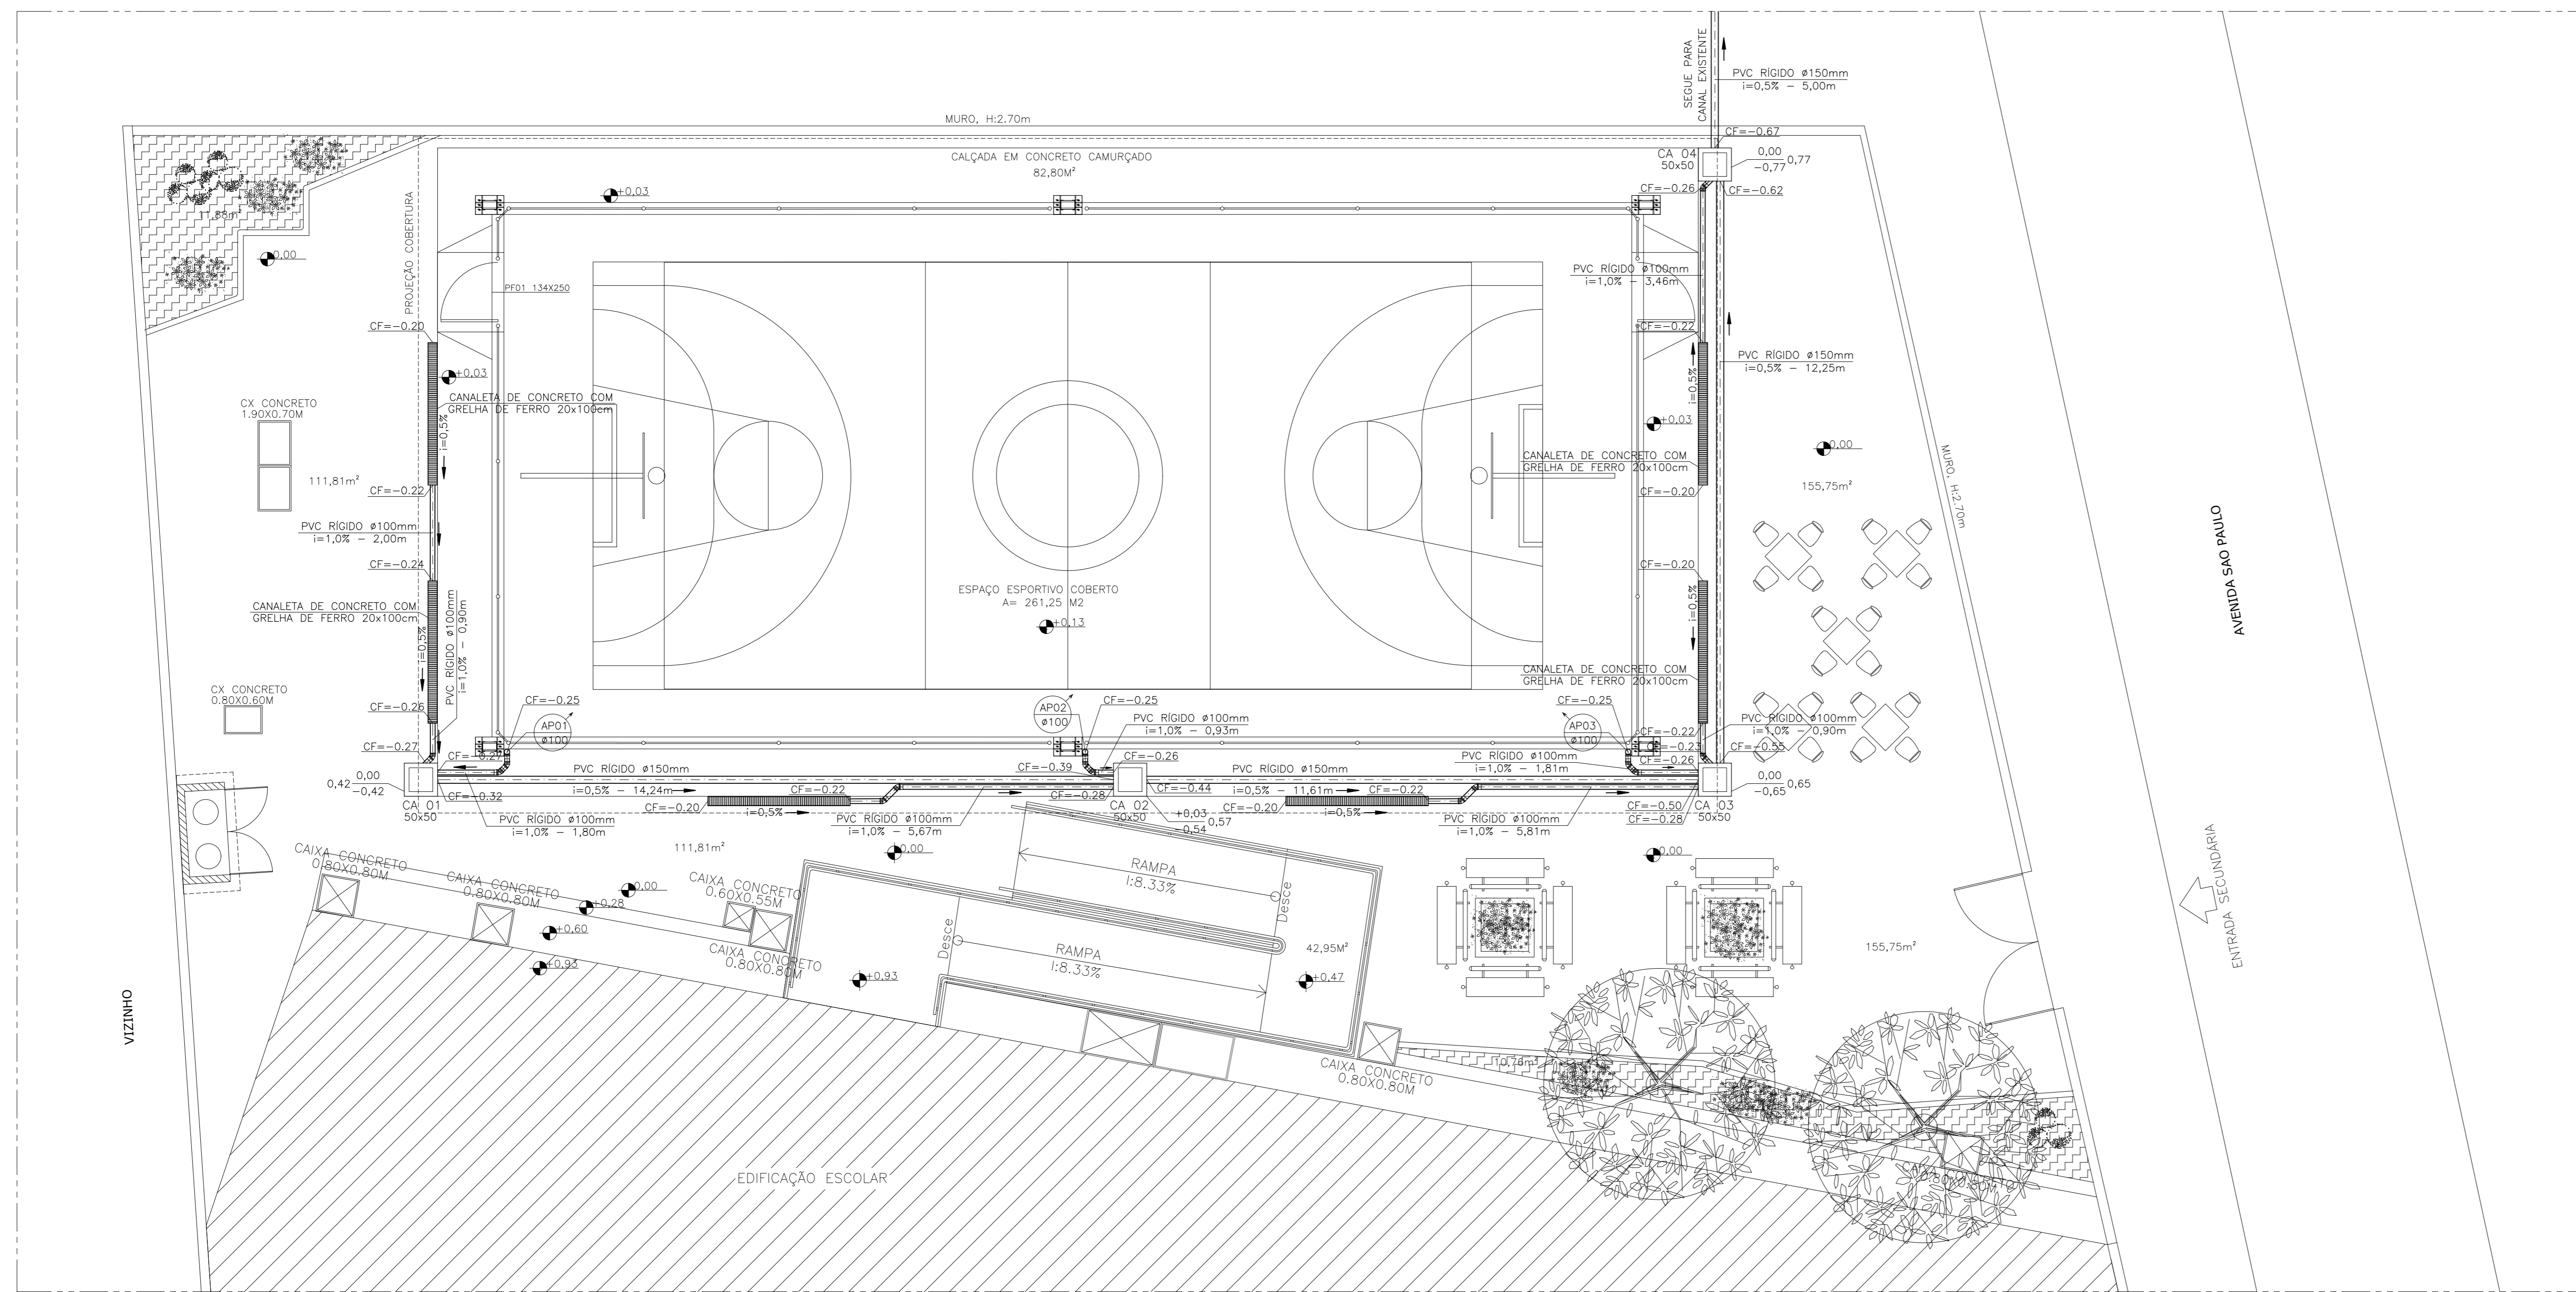 SEGUE PARA
CANAL EXISTENTE
PVC RÍGIDO ø150mm
i=0,5% - 5,00m
MURO, H:2.70m
CF=-0.67
CALÇADA EM CONCRETO CAMURÇADO
82,80M²
CA 04
50x50
0,00
-0,77
0,77
CF=-0.26
CF=-0.62
+0,03
11,88m²
PROJEÇÃO COBERTURA
0,00
PVC RÍGIDO ø100mm
i=1,0% - 3,46m
PF01 134X250
CF=-0.20
CF=-0.22
PVC RÍGIDO ø150mm
i=0,5% - 12,25m
+0,03
i=0,5%
CX CONCRETO
1.90X0.70M
CANALETA DE CONCRETO COM
GRELHA DE FERRO 20x100cm
i=0,5%
+0,03
0,00
MURO, H:2.70m
CANALETA DE CONCRETO COM
GRELHA DE FERRO 20x100cm
111,81m²
CF=-0.22
CF=-0.20
155,75m²
PVC RÍGIDO ø100mm
i=1,0% - 2,00m
CF=-0.24
CF=-0.20
AVENIDA SAO PAULO
ESPAÇO ESPORTIVO COBERTO
A= 261,25 M2
+0,13
CANALETA DE CONCRETO COM
GRELHA DE FERRO 20x100cm
i=0,5%
PVC RÍGIDO ø100mm
i=1,0% - 0,90m
i=0,5%
CANALETA DE CONCRETO COM
GRELHA DE FERRO 20x100cm
CX CONCRETO
0.80X0.60M
CF=-0.26
CF=-0.25
AP01
ø100
AP02
ø100
CF=-0.25
PVC RÍGIDO ø100mm
i=1,0% - 0,93m
CF=-0.25
AP03
ø100
CF=-0.22
PVC RÍGIDO ø100mm
i=1,0% - 0,90m
CF=-0.27
CF=-0.27
CF=-0.26
CF=-0.23
CF=-0.55
PVC RÍGIDO ø100mm
i=1,0% - 1,81m
CF=-0.26
0,42
0,00
-0,42
PVC RÍGIDO ø150mm
i=0,5% - 14,24m
CF=-0.39
PVC RÍGIDO ø150mm
i=0,5% - 11,61m
0,00
-0,65
0,65
CF=-0.32
CF=-0.22
CF=-0.44
CF=-0.22
CA 01
50x50
CF=-0.20
i=0,5%
CF=-0.28
CA 02
50x50
CF=-0.20
i=0,5%
CF=-0.50
CA 03
50x50
CF=-0.28
PVC RÍGIDO ø100mm
i=1,0% - 1,80m
PVC RÍGIDO ø100mm
i=1,0% - 5,67m
+0,03
-0,54
0,57
PVC RÍGIDO ø100mm
i=1,0% - 5,81m
111,81m²
0,00
0,00
CAIXA CONCRETO
0.80X0.80M
CAIXA CONCRETO
0.80X0.80M
0,00
+0,28
CAIXA CONCRETO
0.60X0.55M
RAMPA
I:8.33%
Desce
ENTRADA SECUNDÁRIA
+0,60
+0,93
CAIXA CONCRETO
0.80X0.80M
Desce
RAMPA
I:8.33%
42,95M²
155,75m²
+0,93
+0,47
VIZINHO
CAIXA CONCRETO
0.80X0.80M
10,76m²
EDIFICAÇÃO ESCOLAR